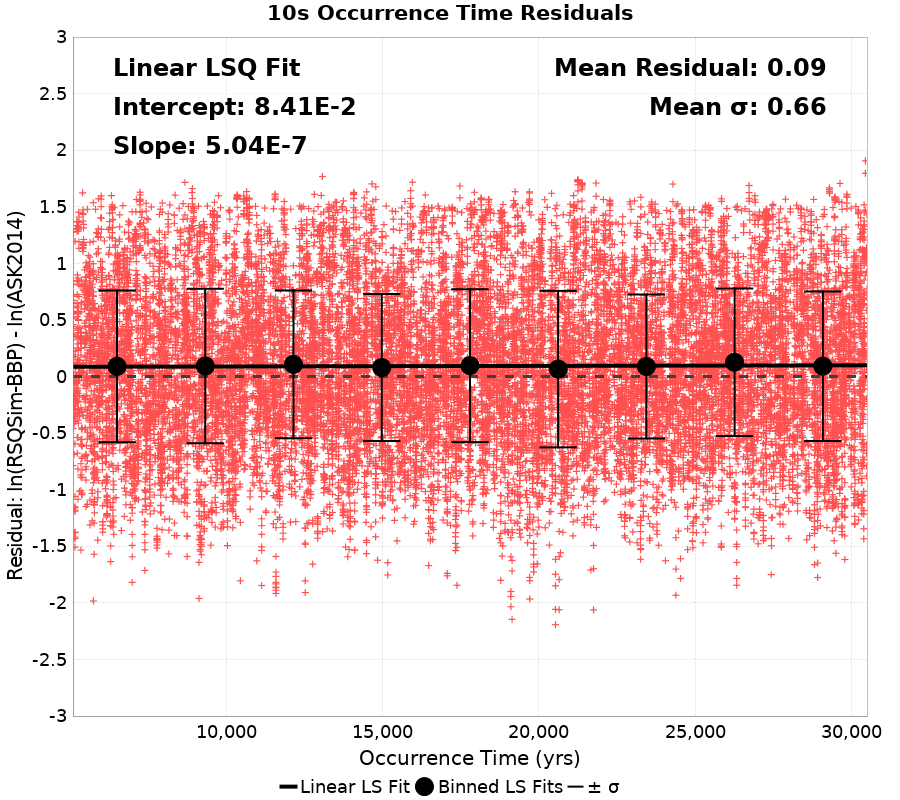 10s Occurrence Time Residuals
Linear LSQ Fit
Intercept: 8.41E-2
Slope: 5.04E-7
Mean Residual: 0.09
Mean σ: 0.66
Residual: ln(RSQSim-BBP) - ln(ASK2014)
3
2.5
2
1.5
1
0.5
0
-0.5
-1
-1.5
-2
-2.5
-3
10,000
15,000
20,000
25,000
30,000
Occurrence Time (yrs)
Linear LS Fit
Binned LS Fits
± σ